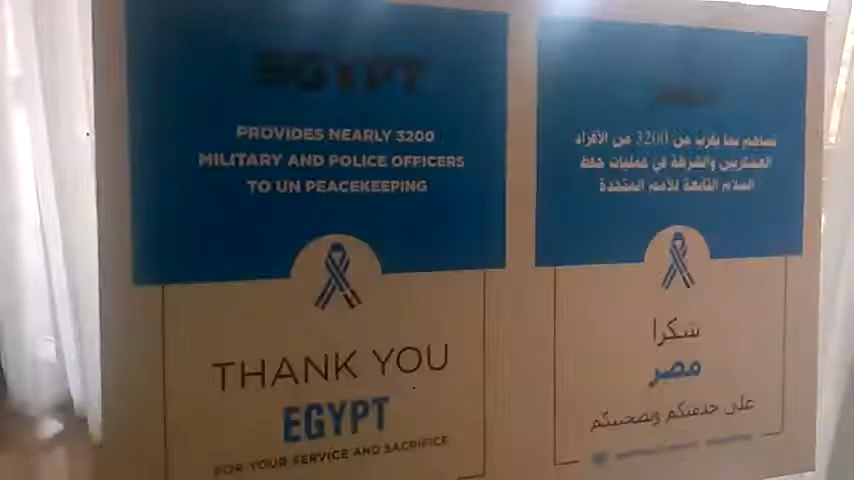 EGYPT
PROVIDES NEARLY 3200
MILITARY AND POLICE OFFICERS
TO UN PEACEKEEPING
THANK YOU
EGYPT
FOR YOUR SERVICE AND SACRIFICE
تساهم بما يقرب من 3200 من الأفراد
العسكريين والشرطة في عمليات حفظ
السلام التابعة للأمم المتحدة
شكرا
مصر
على خدمتكم وتضحيتكم